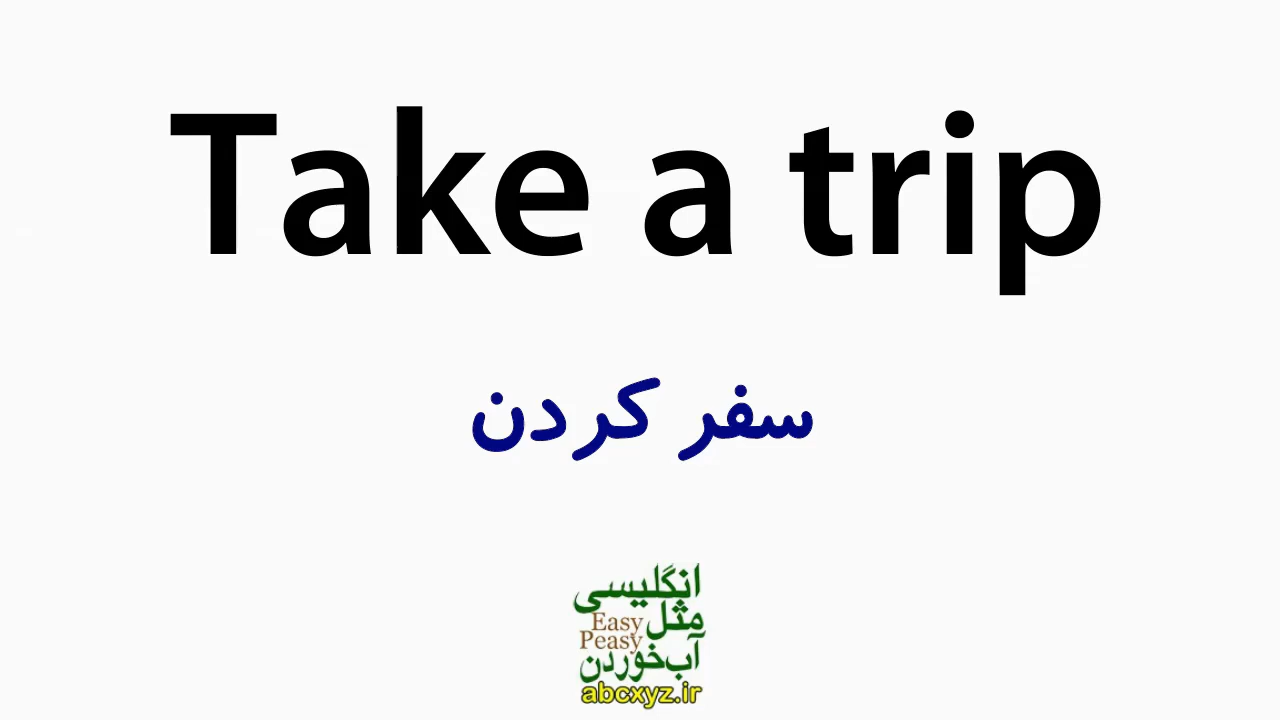 Take a trip
سفر کردن
انگلیسی
مثل
Easy
Peasy
آب‌خوردن
abcxyz.ir